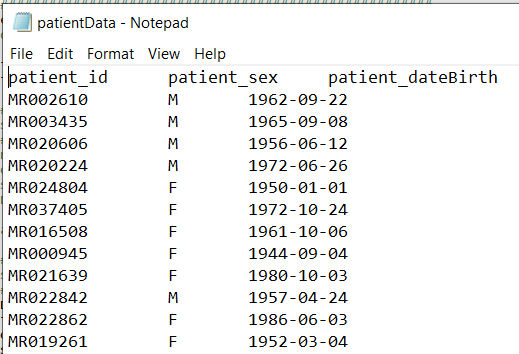 patientData - Notepad
File Edit Format View Help
patient_id patient_sex patient_dateBirth
MR002610 M 1962-09-22
MR003435 M 1965-09-08
MR020606 M 1956-06-12
MR020224 M 1972-06-26
MR024804 F 1950-01-01
MR037405 F 1972-10-24
MR016508 F 1961-10-06
MR000945 F 1944-09-04
MR021639 F 1980-10-03
MR022842 M 1957-04-24
MR022862 F 1986-06-03
MR019261 F 1952-03-04